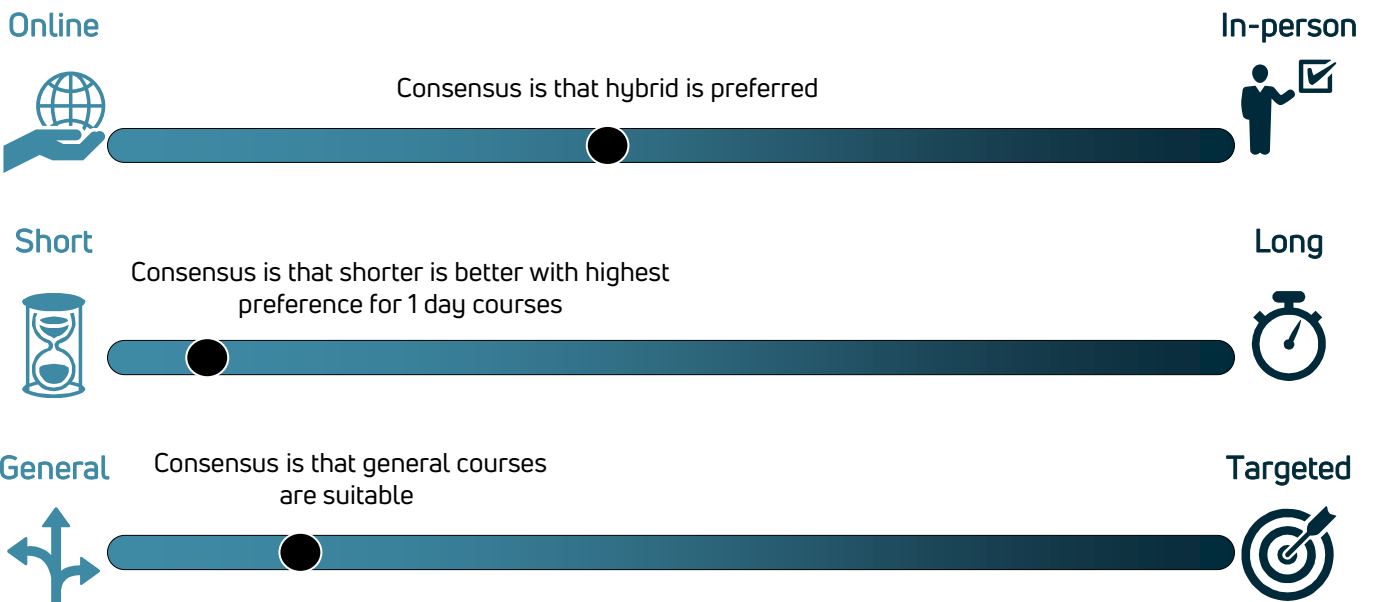 Online
In-person
Consensus is that hybrid is preferred
Short
Long
Consensus is that shorter is better with highest
preference for 1 day courses
General
Targeted
Consensus is that general courses
are suitable